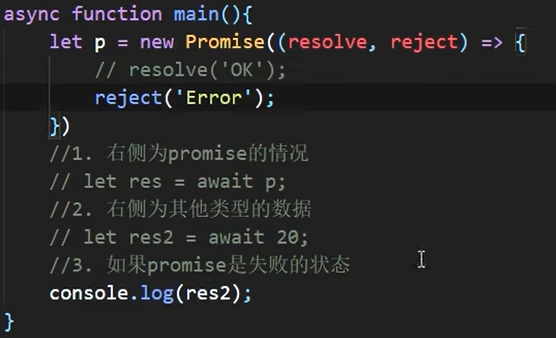 async function main(){
let p = new Promise((resolve, reject) => {
// resolve('OK');
reject('Error');
})
//1. 右侧为promise的情况
// let res = await p;
//2. 右侧为其他类型的数据
// let res2 = await 20;
//3. 如果promise是失败的状态
console.log(res2);
}